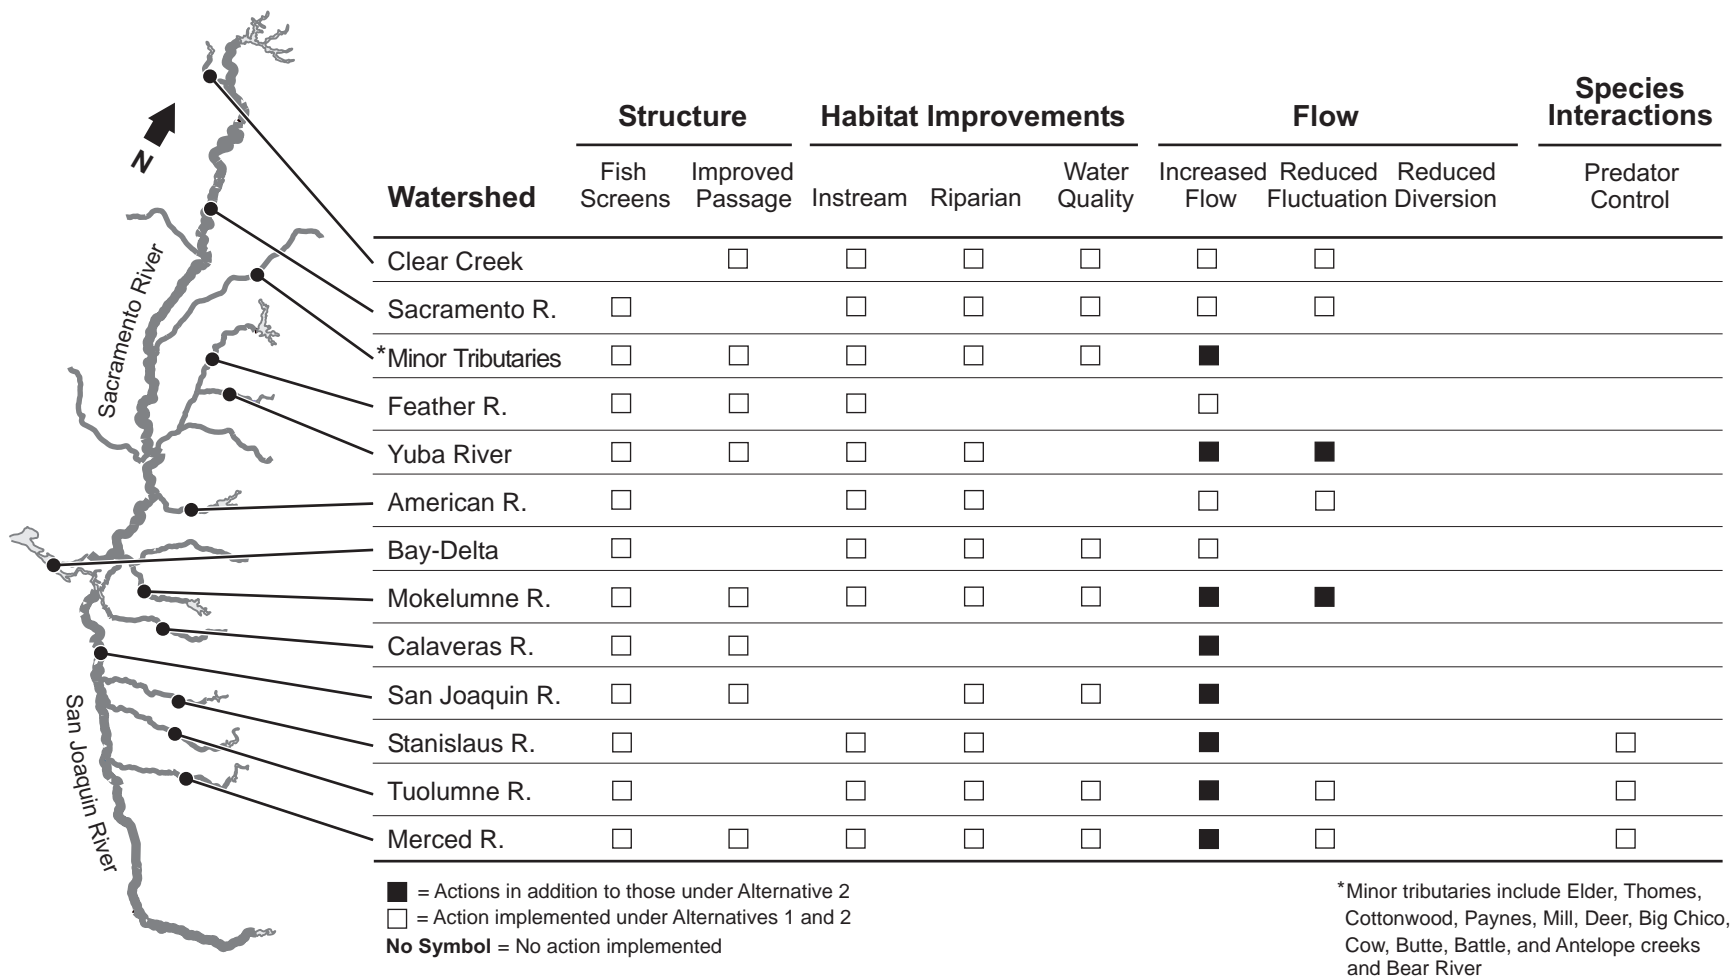 Structure
Habitat Improvements
Flow
Species
Interactions
Watershed
Fish
Screens
Improved
Passage
Instream
Riparian
Water
Quality
Increased
Flow
Reduced
Fluctuation
Reduced
Diversion
Predator
Control
N
Sacramento River
San Joaquin River
Clear Creek
Sacramento R.
*Minor Tributaries
Feather R.
Yuba River
American R.
Bay-Delta
Mokelumne R.
Calaveras R.
San Joaquin R.
Stanislaus R.
Tuolumne R.
Merced R.
■ = Actions in addition to those under Alternative 2
□ = Action implemented under Alternatives 1 and 2
No Symbol = No action implemented
*Minor tributaries include Elder, Thomes,
Cottonwood, Paynes, Mill, Deer, Big Chico,
Cow, Butte, Battle, and Antelope creeks
and Bear River